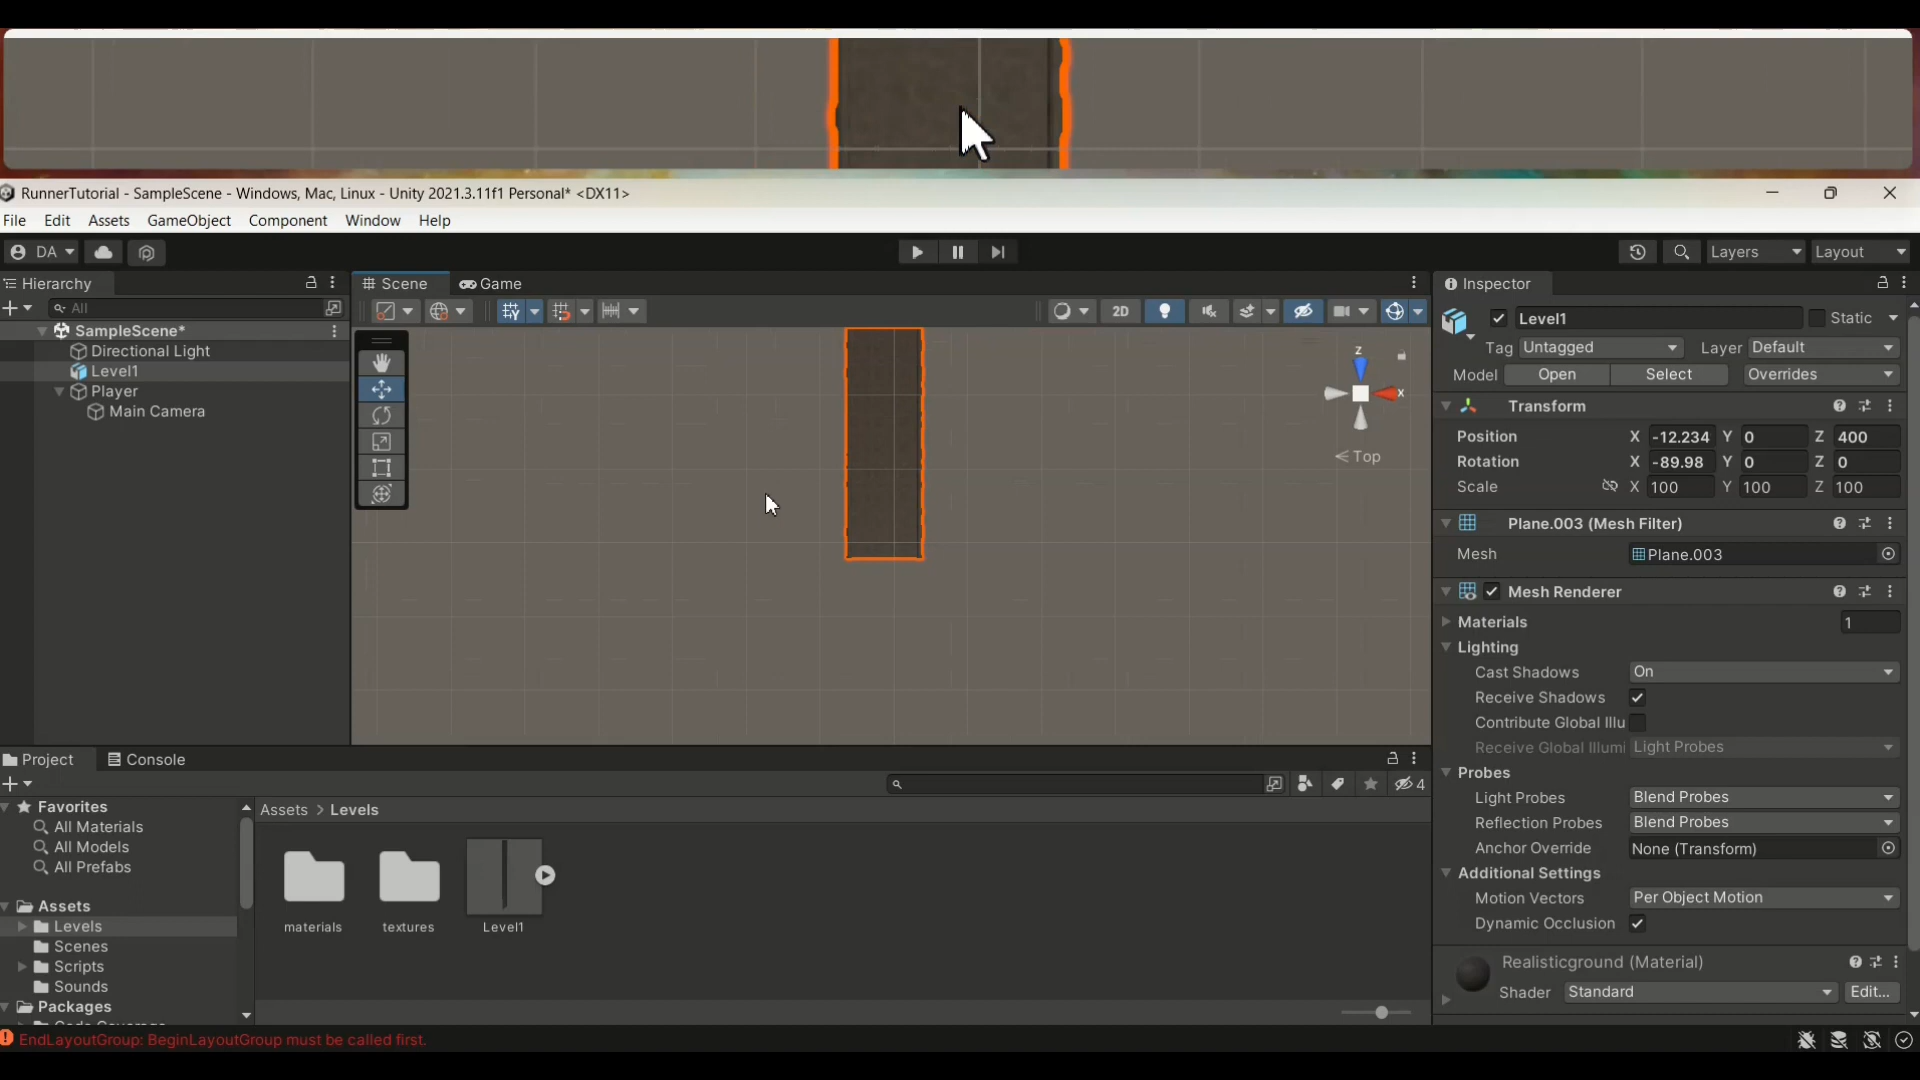 RunnerTutorial - SampleScene - Windows, Mac, Linux - Unity 2021.3.11f1 Personal* <DX11>
File Edit Assets GameObject Component Window Help
DA Layers Layout
Hierarchy
All
SampleScene*
Directional Light
Level1
Player
Main Camera
Scene Game
2D
z
x
Top
Inspector
Level1 Static
Tag Untagged Layer Default
Model Open Select Overrides
Transform
Position X -12.234 Y 0 Z 400
Rotation X -89.98 Y 0 Z 0
Scale X 100 Y 100 Z 100
Plane.003 (Mesh Filter)
Mesh Plane.003
Mesh Renderer
Materials 1
Lighting
Cast Shadows On
Receive Shadows
Contribute Global Illu
Receive Global Illumi Light Probes
Probes
Light Probes Blend Probes
Reflection Probes Blend Probes
Anchor Override None (Transform)
Additional Settings
Motion Vectors Per Object Motion
Dynamic Occlusion
Realisticground (Material)
Shader Standard Edit...
Project Console
4
Favorites
All Materials
All Models
All Prefabs
Assets
Levels
Scenes
Scripts
Sounds
Packages
Assets > Levels
materials textures Level1
EndLayoutGroup: BeginLayoutGroup must be called first.